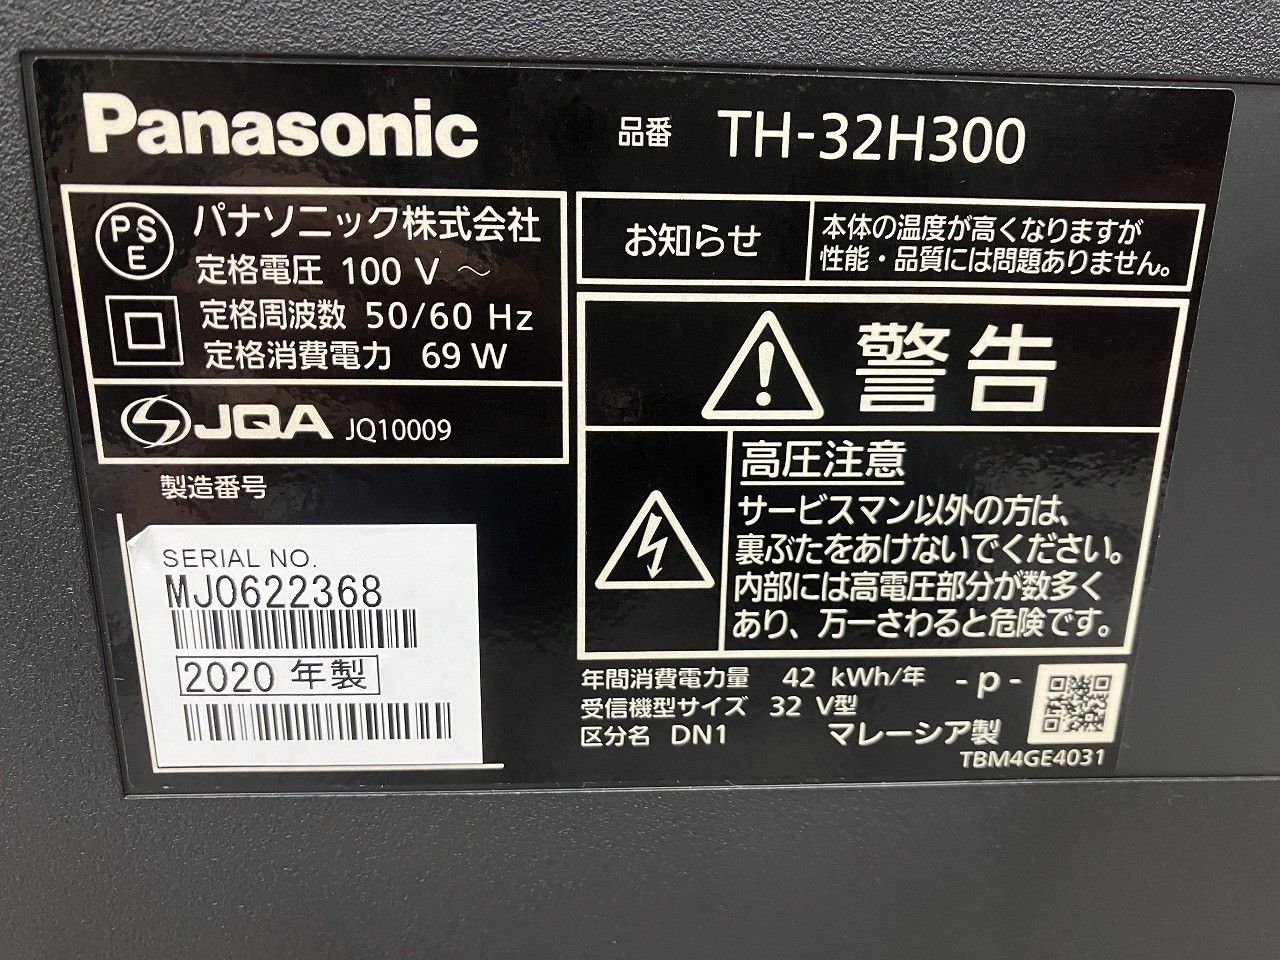 Panasonic
品番 TH-32H300
PS
E
パナソニック株式会社
定格電圧 100 V ～
定格周波数 50/60 Hz
定格消費電力 69 W
JQA JQ10009
製造番号
SERIAL NO.
MJ0622368
2020 年製
お知らせ
本体の温度が高くなりますが
性能・品質には問題ありません。
警告
高圧注意
サービスマン以外の方は、
裏ぶたをあけないでください。
内部には高電圧部分が数多く
あり、万一さわると危険です。
年間消費電力量 42 kWh/年 - p -
受信機型サイズ 32 V型
区分名 DN1 マレーシア製
TBM4GE4031